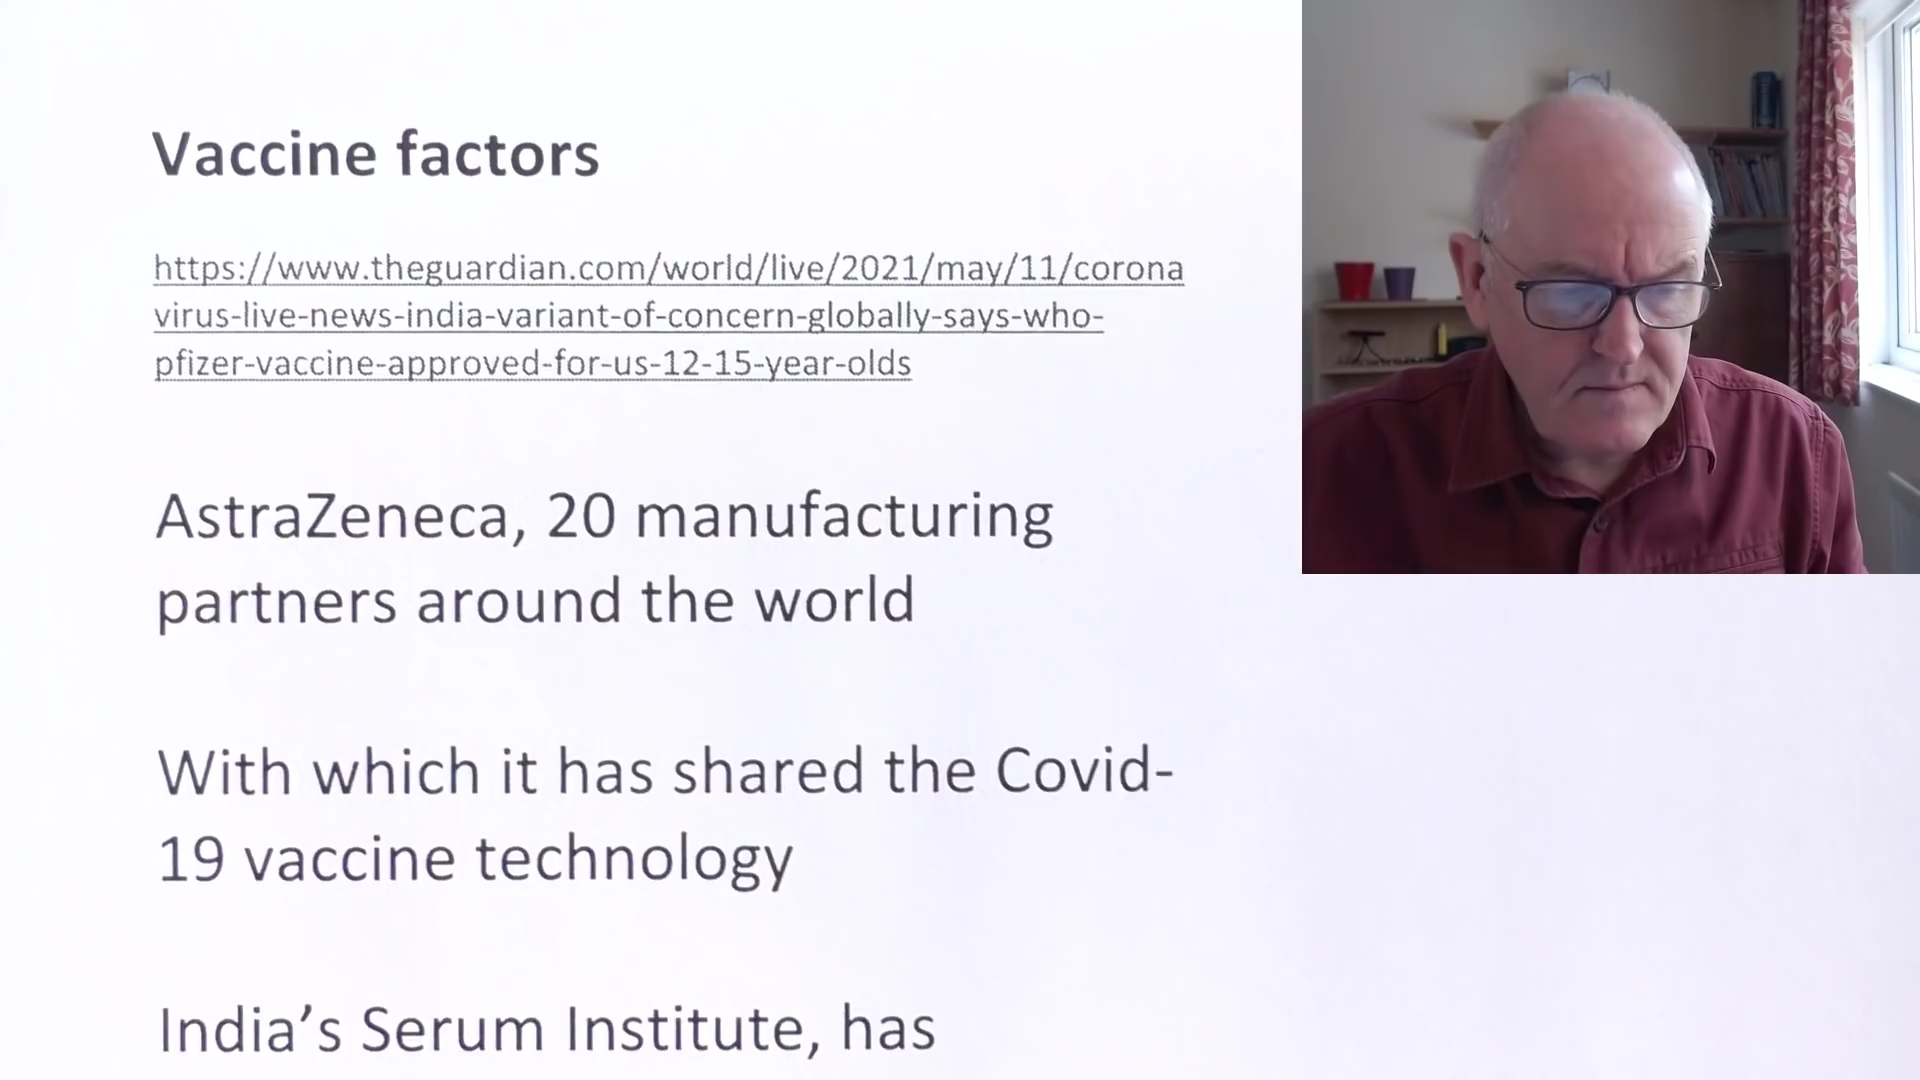 Vaccine factors
https://www.theguardian.com/world/live/2021/may/11/corona
virus-live-news-india-variant-of-concern-globally-says-who-
pfizer-vaccine-approved-for-us-12-15-year-olds
AstraZeneca, 20 manufacturing
partners around the world
With which it has shared the Covid-
19 vaccine technology
India’s Serum Institute, has